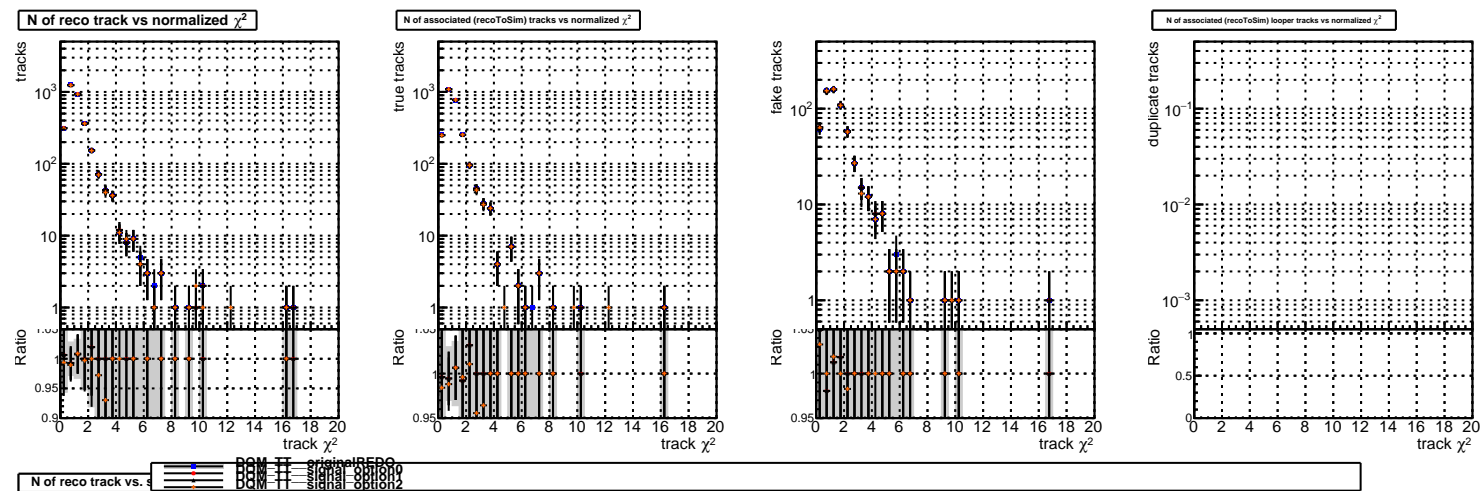 N of reco track vs normalized χ²
N of associated (recoToSim) tracks vs normalized χ²
N of associated (recoToSim) looper tracks vs normalized χ²
tracks
10³
10²
10
1
Ratio
1.05
1
0.95
0.9
0 2 4 6 8 10 12 14 16 18 20
track χ²
true tracks
10³
10²
10
1
Ratio
1.05
1
0.95
0 2 4 6 8 10 12 14 16 18 20
track χ²
fake tracks
10²
10
1
Ratio
1.05
1
0.95
0 2 4 6 8 10 12 14 16 18 20
track χ²
duplicate tracks
10⁻¹
10⁻²
10⁻³
Ratio
1
0.5
0
0 2 4 6 8 10 12 14 16 18 20
track χ²
N of reco track vs. s
DQM_TT__originalREDO
DQM_TT__signal_option0
DQM_TT__signal_option1
DQM_TT__signal_option2